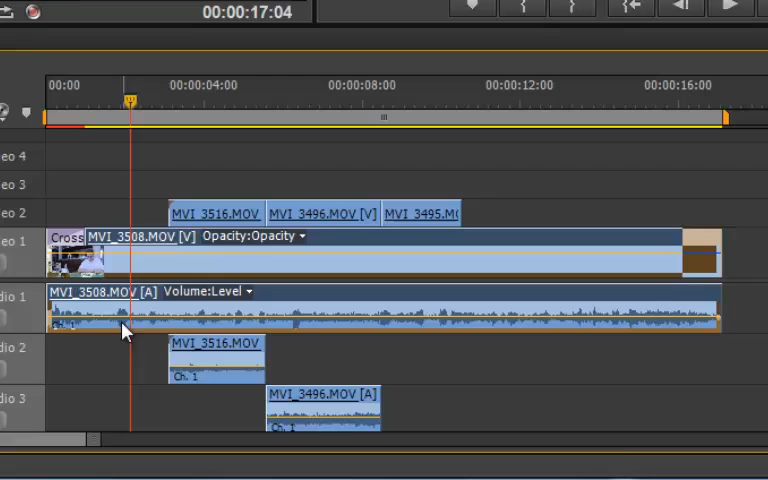 00:00:17:04
00:00 00:00:04:00 00:00:08:00 00:00:12:00 00:00:16:00
eo 4
eo 3
eo 2 MVI_3516.MOV MVI_3496.MOV [V] MVI_3495.M
eo 1 Cross MVI_3508.MOV [V] Opacity:Opacity
dio 1 MVI_3508.MOV [A] Volume:Level
Ch. 1
dio 2 MVI_3516.MOV
Ch. 1
dio 3 MVI_3496.MOV [A]
Ch. 1